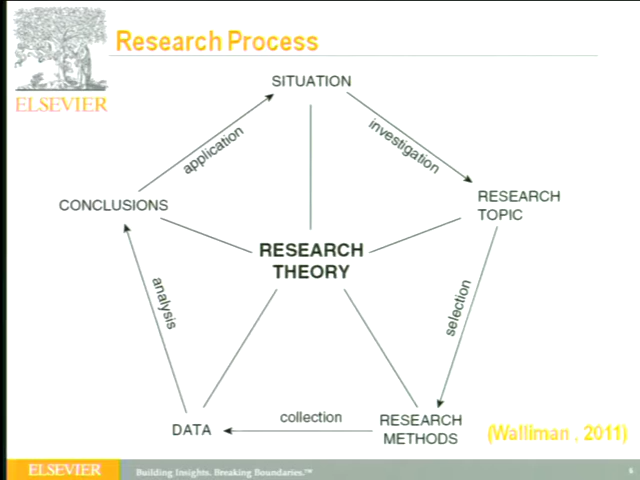 Research Process
ELSEVIER
SITUATION
application
investigation
CONCLUSIONS
RESEARCH
TOPIC
RESEARCH
THEORY
analysis
selection
collection
DATA
RESEARCH
METHODS
(Walliman , 2011)
ELSEVIER
Building Insights. Breaking Boundaries.™
6